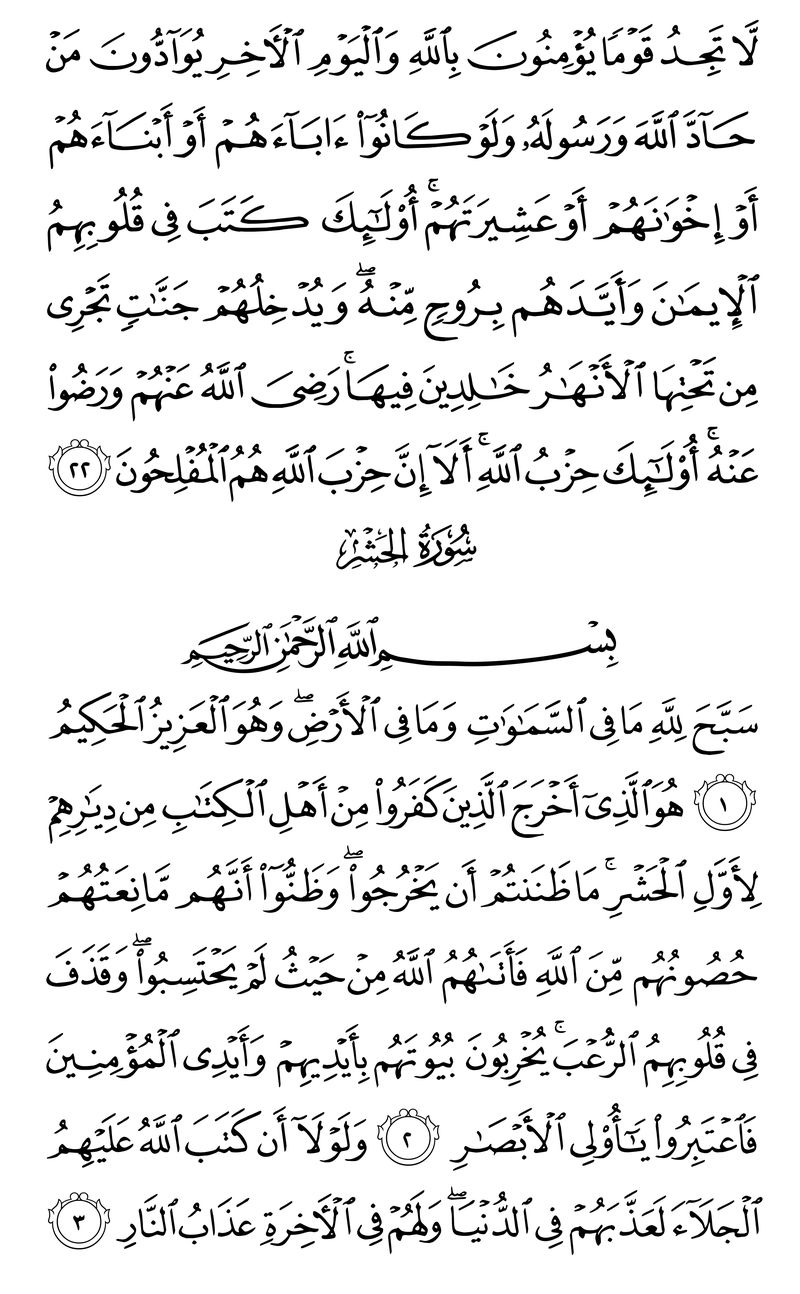 لَّا تَجِدُ قَوْمًا يُؤْمِنُونَ بِٱللَّهِ وَٱلْيَوْمِ ٱلْـَٔاخِرِ يُوَآدُّونَ مَنْ
حَآدَّ ٱللَّهَ وَرَسُولَهُۥ وَلَوْ كَانُوٓا۟ ءَابَآءَهُمْ أَوْ أَبْنَآءَهُمْ
أَوْ إِخْوَٰنَهُمْ أَوْ عَشِيرَتَهُمْ ۚ أُو۟لَـٰٓئِكَ كَتَبَ فِى قُلُوبِهِمُ
ٱلْإِيمَـٰنَ وَأَيَّدَهُم بِرُوحٍ مِّنْهُ ۖ وَيُدْخِلُهُمْ جَنَّـٰتٍ تَجْرِى
مِن تَحْتِهَا ٱلْأَنْهَـٰرُ خَـٰلِدِينَ فِيهَا ۚ رَضِىَ ٱللَّهُ عَنْهُمْ وَرَضُوا۟
عَنْهُ ۚ أُو۟لَـٰٓئِكَ حِزْبُ ٱللَّهِ ۚ أَلَآ إِنَّ حِزْبَ ٱللَّهِ هُمُ ٱلْمُفْلِحُونَ ٢٢
سُورَةُ الحَشْرِ
بِسْمِ ٱللَّهِ ٱلرَّحْمَـٰنِ ٱلرَّحِيمِ
سَبَّحَ لِلَّهِ مَا فِى ٱلسَّمَـٰوَٰتِ وَمَا فِى ٱلْأَرْضِ ۖ وَهُوَ ٱلْعَزِيزُ ٱلْحَكِيمُ
١ هُوَ ٱلَّذِىٓ أَخْرَجَ ٱلَّذِينَ كَفَرُوا۟ مِنْ أَهْلِ ٱلْكِتَـٰبِ مِن دِيَـٰرِهِمْ
لِأَوَّلِ ٱلْحَشْرِ ۚ مَا ظَنَنتُمْ أَن يَخْرُجُوا۟ ۖ وَظَنُّوٓا۟ أَنَّهُم مَّانِعَتُهُمْ
حُصُونُهُم مِّنَ ٱللَّهِ فَأَتَىٰهُمُ ٱللَّهُ مِنْ حَيْثُ لَمْ يَحْتَسِبُوا۟ ۖ وَقَذَفَ
فِى قُلُوبِهِمُ ٱلرُّعْبَ ۚ يُخْرِبُونَ بُيُوتَهُم بِأَيْدِيهِمْ وَأَيْدِى ٱلْمُؤْمِنِينَ
فَٱعْتَبِرُوا۟ يَـٰٓأُو۟لِى ٱلْأَبْصَـٰرِ ٢ وَلَوْلَآ أَن كَتَبَ ٱللَّهُ عَلَيْهِمُ
ٱلْجَلَآءَ لَعَذَّبَهُمْ فِى ٱلدُّنْيَا ۖ وَلَهُمْ فِى ٱلْـَٔاخِرَةِ عَذَابُ ٱلنَّارِ ٣